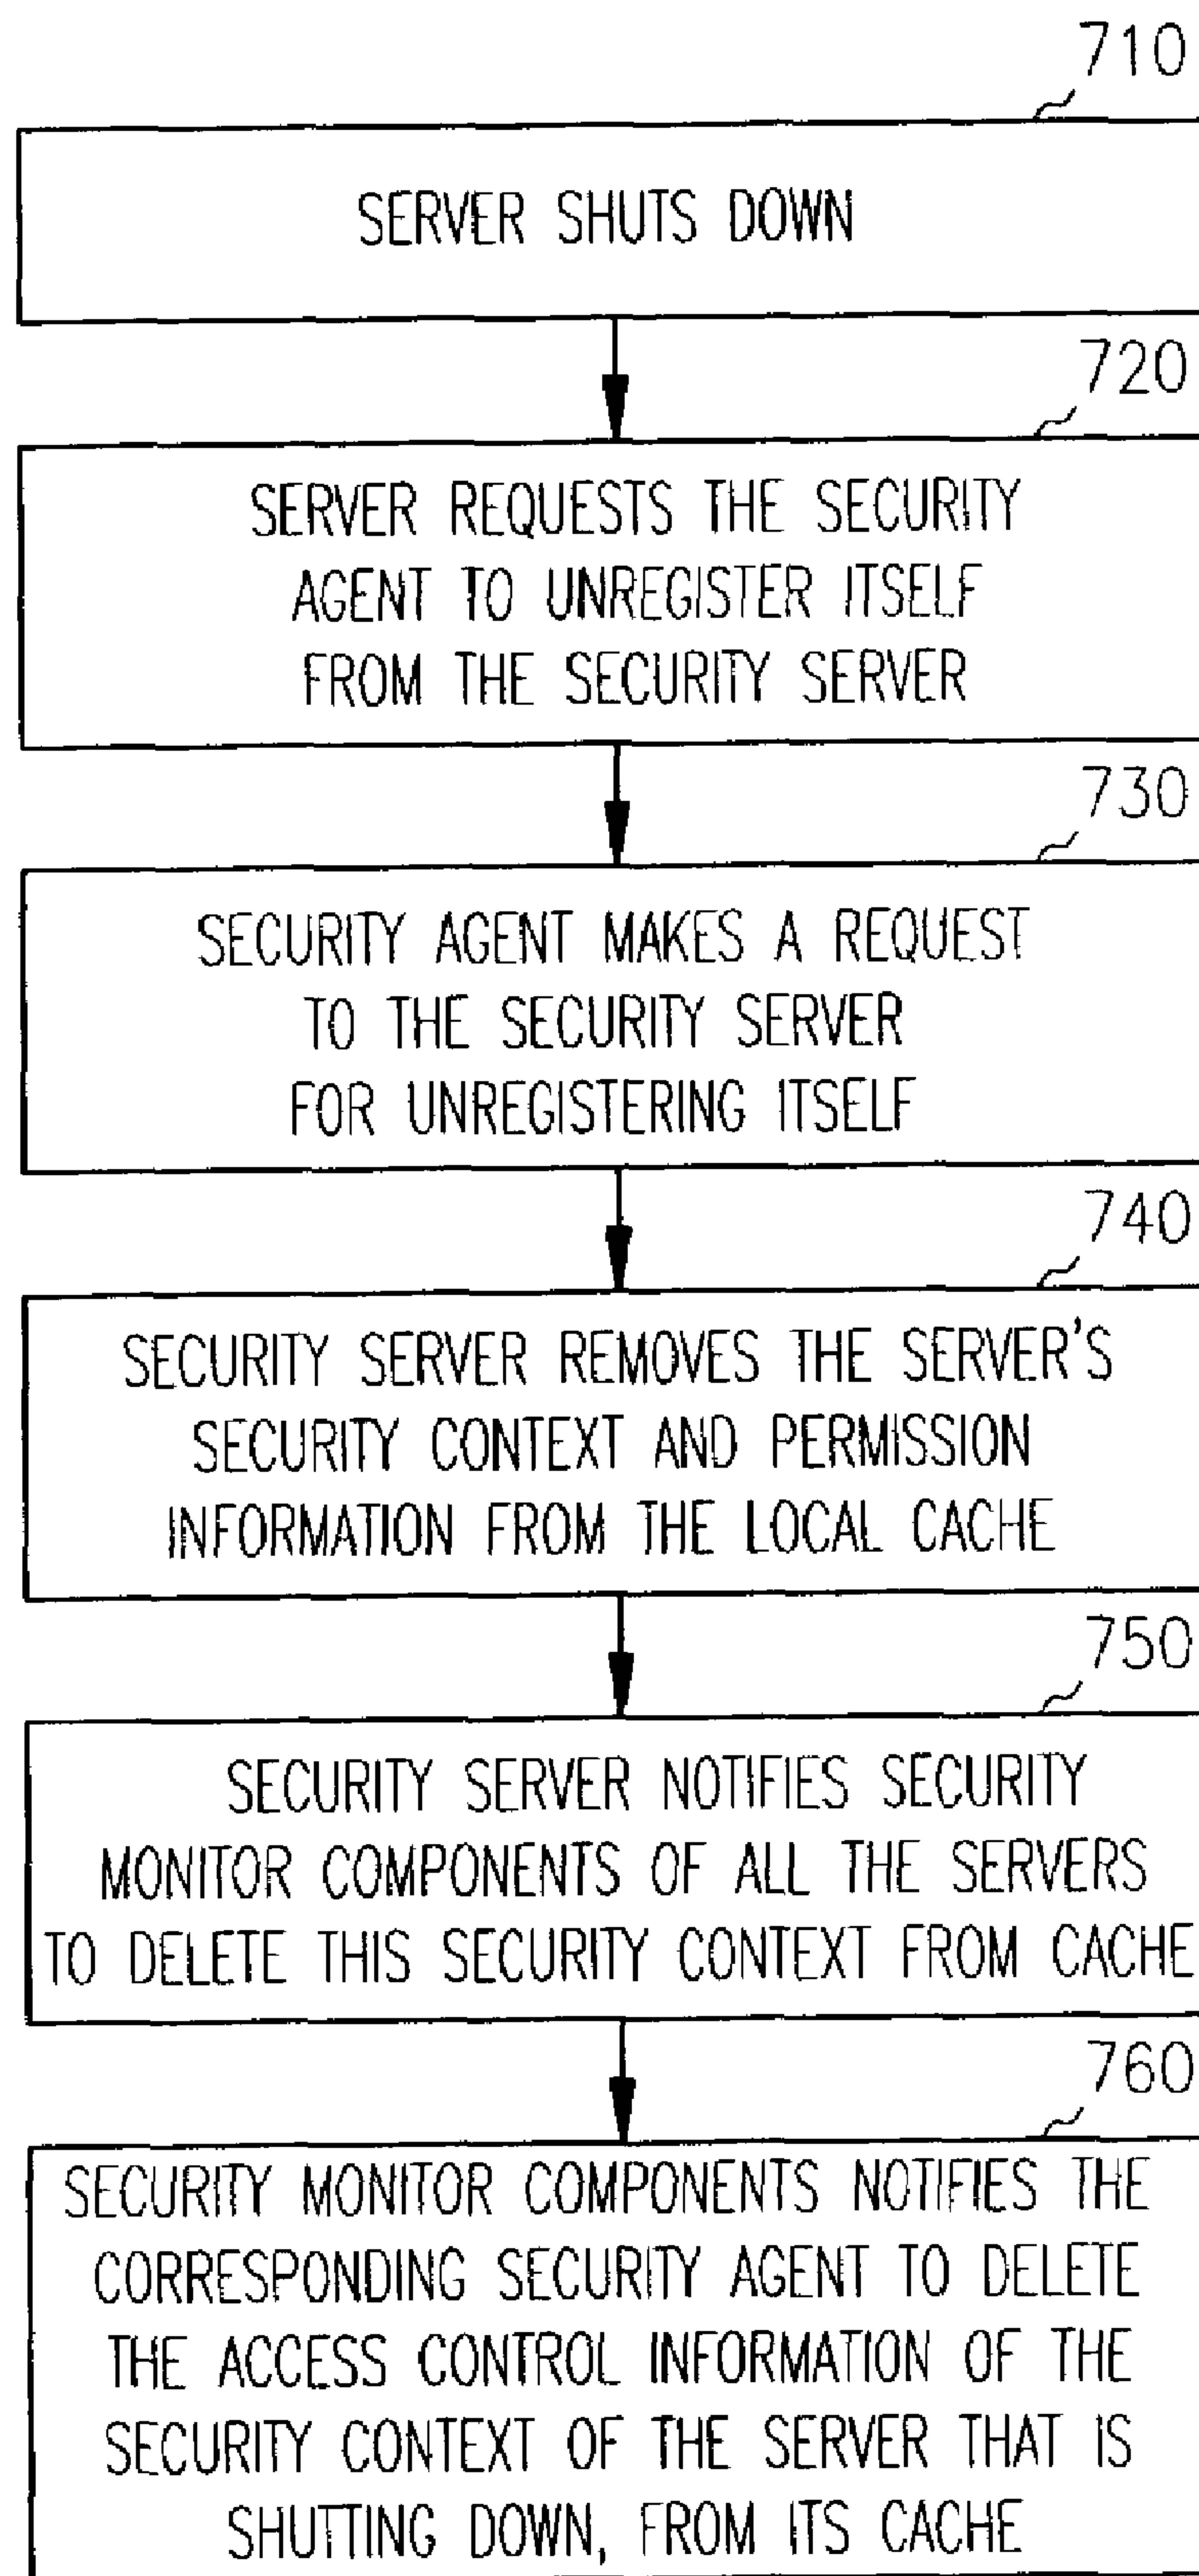 710
SERVER SHUTS DOWN
720
SERVER REQUESTS THE SECURITY
AGENT TO UNREGISTER ITSELF
FROM THE SECURITY SERVER
730
SECURITY AGENT MAKES A REQUEST
TO THE SECURITY SERVER
FOR UNREGISTERING ITSELF
740
SECURITY SERVER REMOVES THE SERVER'S
SECURITY CONTEXT AND PERMISSION
INFORMATION FROM THE LOCAL CACHE
750
SECURITY SERVER NOTIFIES SECURITY
MONITOR COMPONENTS OF ALL THE SERVERS
TO DELETE THIS SECURITY CONTEXT FROM CACHE
760
SECURITY MONITOR COMPONENTS NOTIFIES THE
CORRESPONDING SECURITY AGENT TO DELETE
THE ACCESS CONTROL INFORMATION OF THE
SECURITY CONTEXT OF THE SERVER THAT IS
SHUTTING DOWN, FROM ITS CACHE